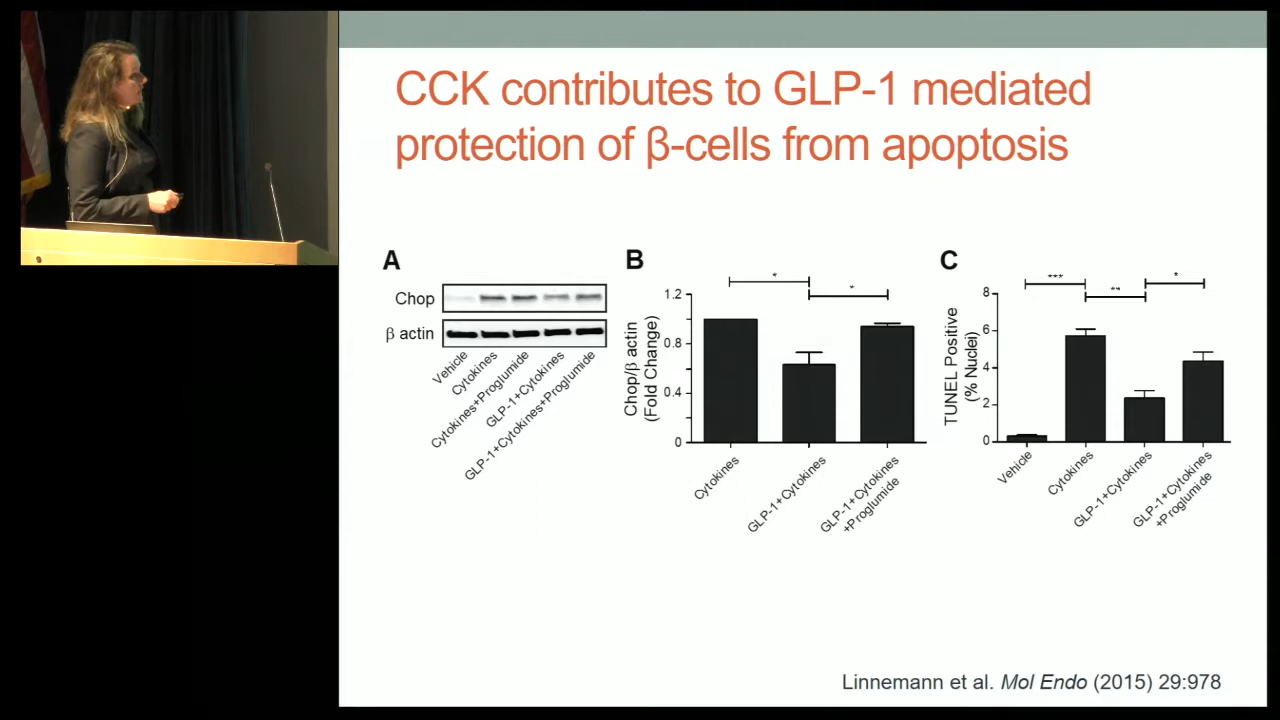 CCK contributes to GLP-1 mediated
protection of β-cells from apoptosis
A
Chop
β actin
Vehicle
Cytokines
Cytokines+Proglumide
GLP-1+Cytokines
GLP-1+Cytokines+Proglumide
B
*
*
Chop/β actin
(Fold Change)
1.2
0.8
0.4
0
Cytokines
GLP-1+Cytokines
GLP-1+Cytokines
+Proglumide
C
***
**
*
TUNEL Positive
(% Nuclei)
8
6
4
2
0
Vehicle
Cytokines
GLP-1+Cytokines
GLP-1+Cytokines
+Proglumide
Linnemann et al. Mol Endo (2015) 29:978